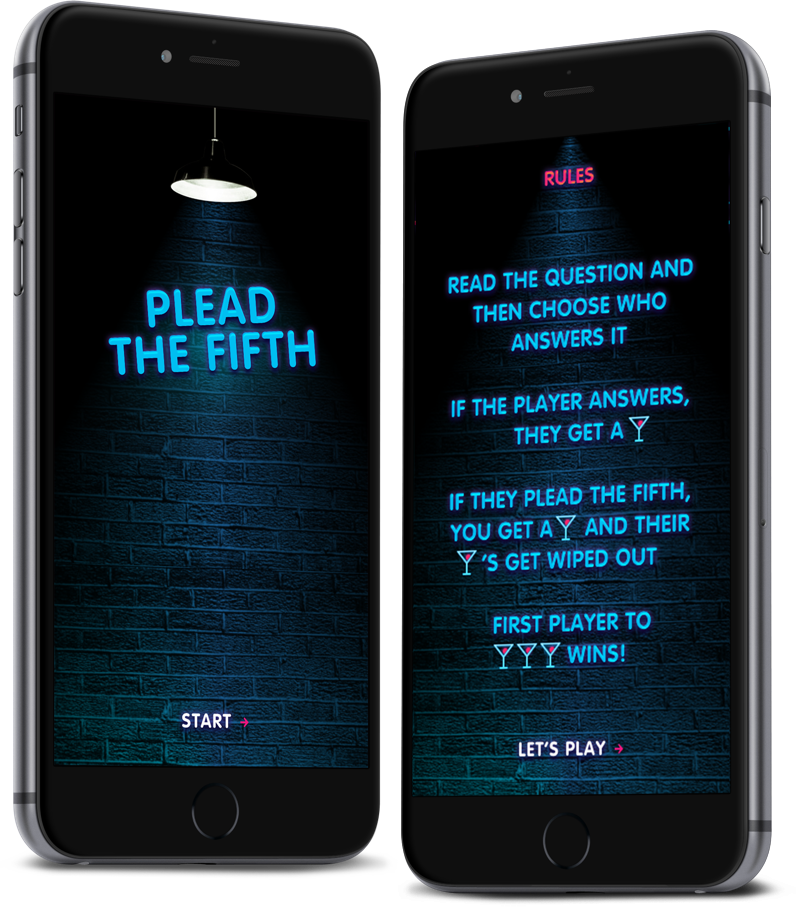 PLEAD
THE FIFTH
START →
RULES
READ THE QUESTION AND
THEN CHOOSE WHO
ANSWERS IT
IF THE PLAYER ANSWERS,
THEY GET A 🍸
IF THEY PLEAD THE FIFTH,
YOU GET A 🍸 AND THEIR
🍸'S GET WIPED OUT
FIRST PLAYER TO
🍸🍸🍸 WINS!
LET'S PLAY →